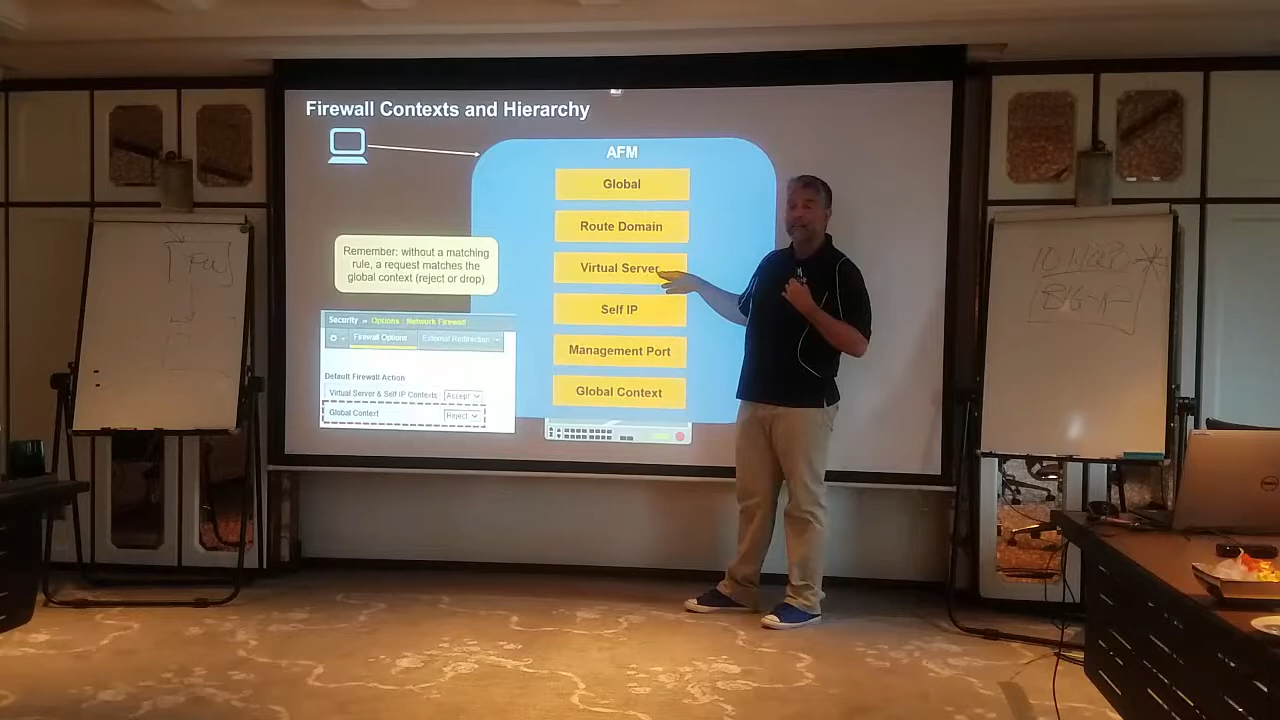 Firewall Contexts and Hierarchy
AFM
Global
Route Domain
Virtual Server
Self IP
Management Port
Global Context
Remember: without a matching
rule, a request matches the
global context (reject or drop)
Security » Options : Network Firewall
Firewall Options
External Redirection
Default Firewall Action
Virtual Server & Self IP Contexts Accept
Global Context Reject
FW
DELL